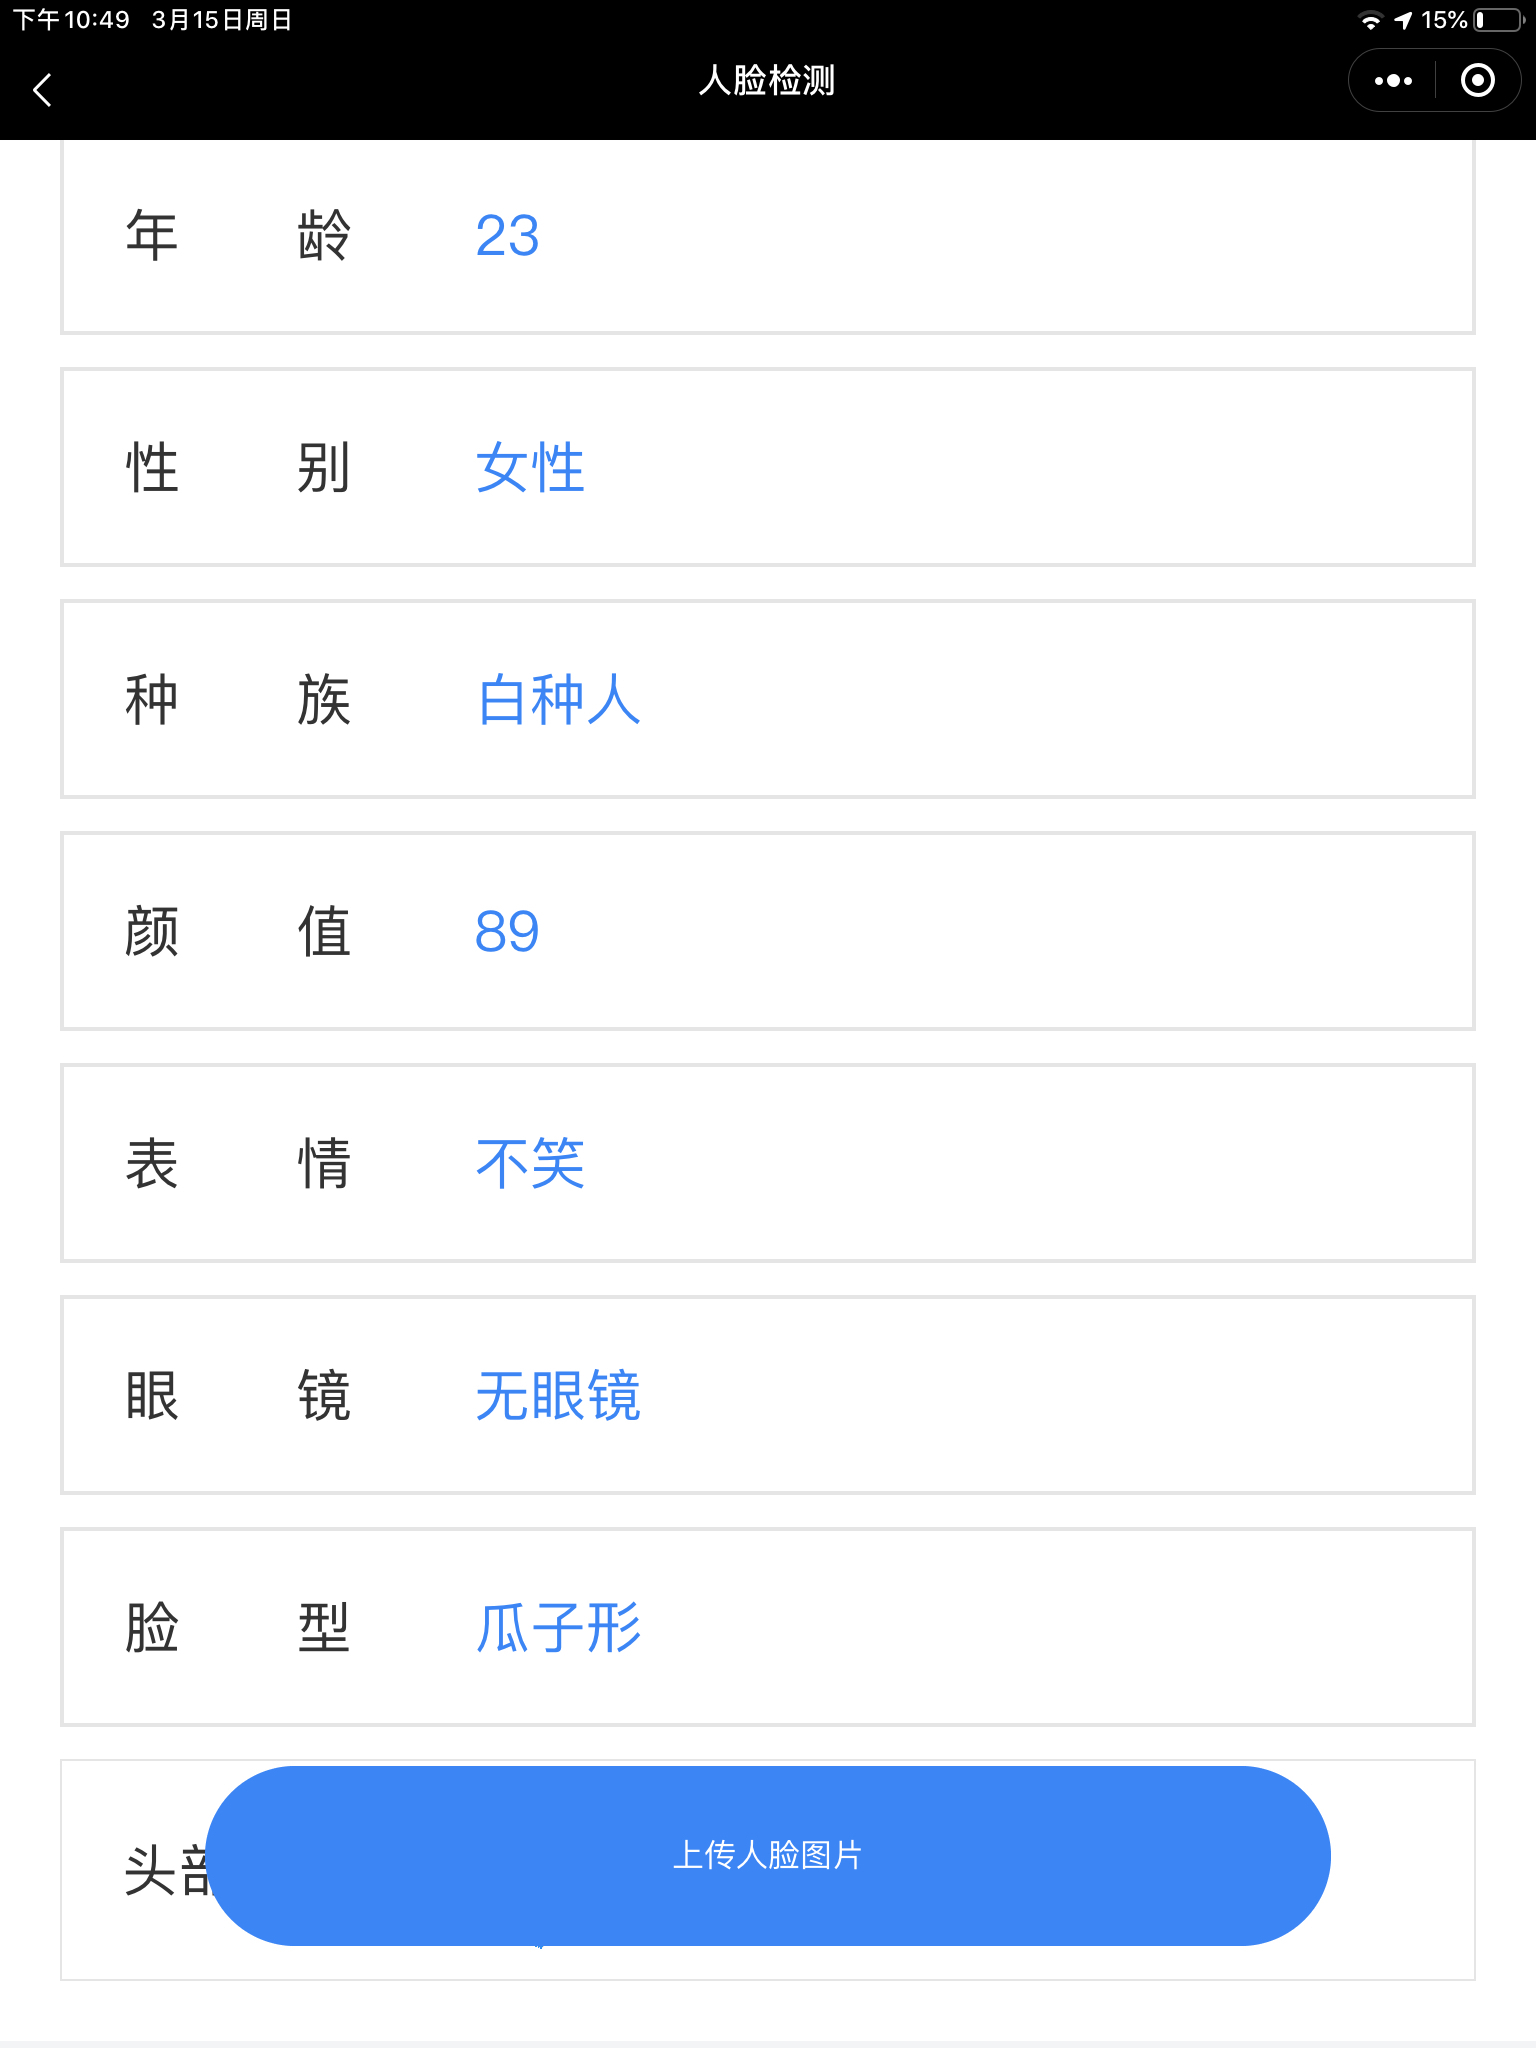 下午10:49 3月15日周日 15%
人脸检测
年龄 23
性别 女性
种族 白种人
颜值 89
表情 不笑
眼镜 无眼镜
脸型 瓜子形
头部
上传人脸图片